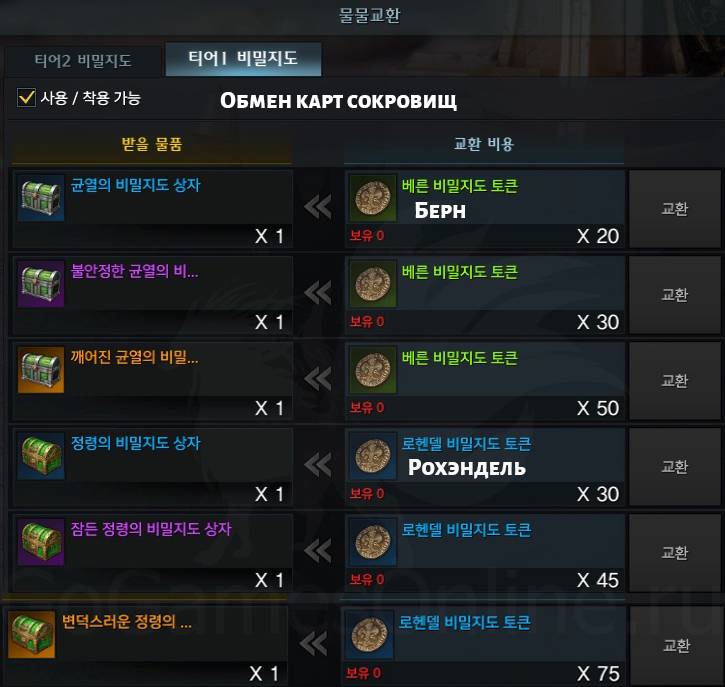 물물교환
티어2 비밀지도
티어1 비밀지도
사용 / 착용 가능
Обмен карт сокровищ
받을 물품
교환 비용
균열의 비밀지도 상자
X 1
베른 비밀지도 토큰
Берн
보유 0
X 20
교환
불안정한 균열의 비...
X 1
베른 비밀지도 토큰
보유 0
X 30
교환
깨어진 균열의 비밀...
X 1
베른 비밀지도 토큰
보유 0
X 50
교환
정령의 비밀지도 상자
X 1
로헨델 비밀지도 토큰
Рохэндель
보유 0
X 30
교환
잠든 정령의 비밀지도 상자
X 1
로헨델 비밀지도 토큰
보유 0
X 45
교환
변덕스러운 정령의 ...
X 1
로헨델 비밀지도 토큰
보유 0
X 75
교환
GoGamesOnline.ru